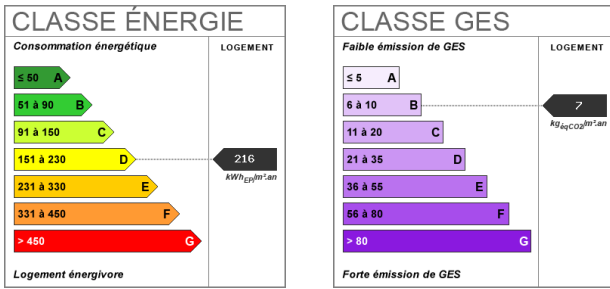 CLASSE ÉNERGIE
Consommation énergétique
LOGEMENT
≤ 50 A
51 à 90 B
91 à 150 C
151 à 230 D
216
kWhEP/m².an
231 à 330 E
331 à 450 F
> 450 G
Logement énergivore
CLASSE GES
Faible émission de GES
LOGEMENT
≤ 5 A
6 à 10 B
7
kgéqCO2/m².an
11 à 20 C
21 à 35 D
36 à 55 E
56 à 80 F
> 80 G
Forte émission de GES